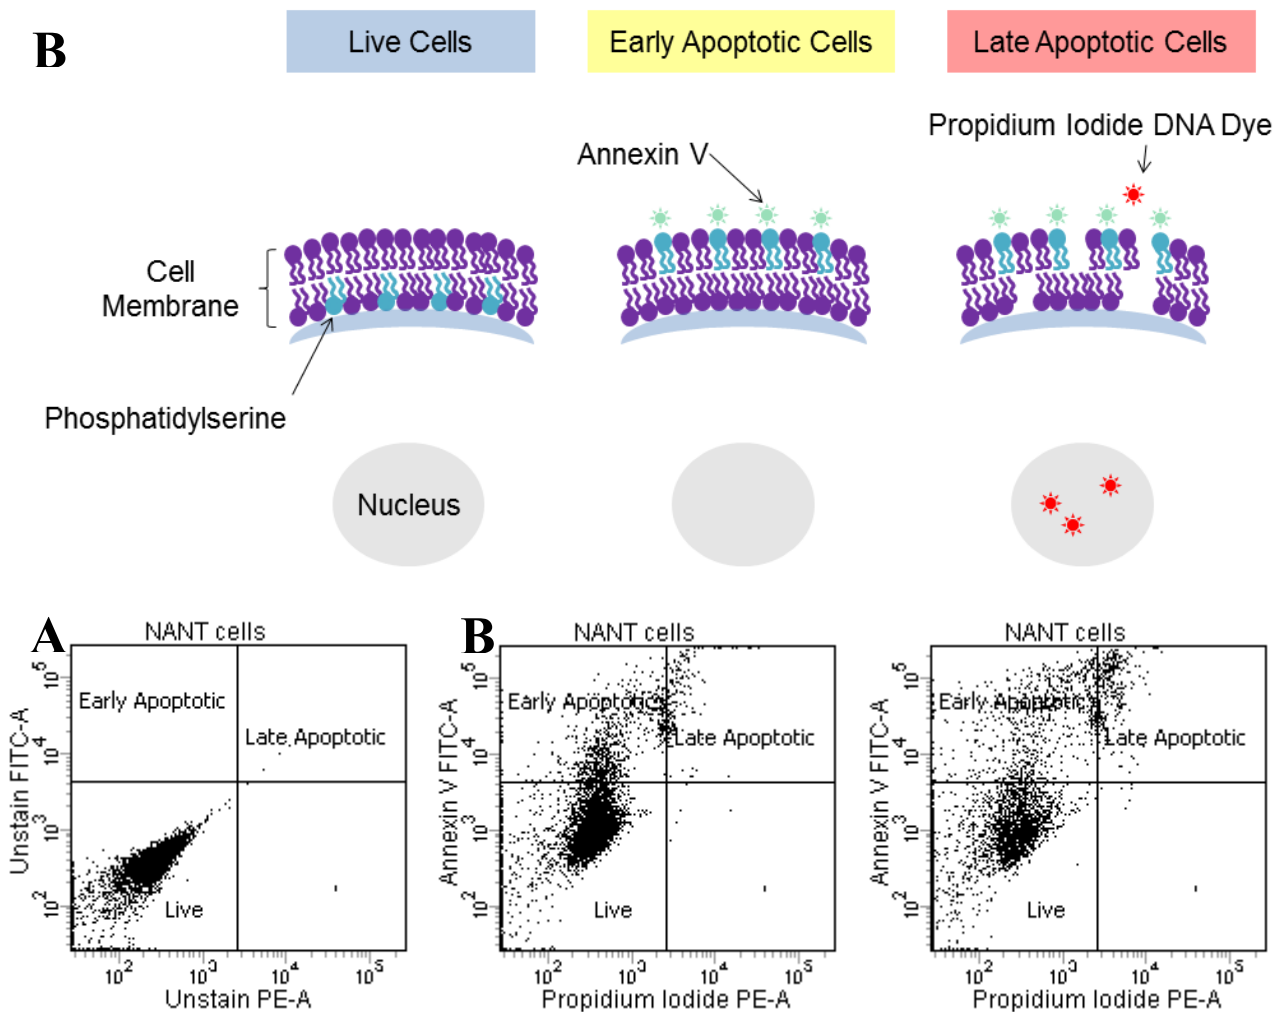 B
Live Cells
Early Apoptotic Cells
Late Apoptotic Cells
Propidium Iodide DNA Dye
Annexin V
Cell
Membrane
Phosphatidylserine
Nucleus
A
NANT cells
Early Apoptotic
Late Apoptotic
Live
Unstain FITC-A
10^5
10^4
10^3
10^2
10^2 10^3 10^4 10^5
Unstain PE-A
B
NANT cells
Early Apoptotic
Late Apoptotic
Live
Annexin V FITC-A
10^5
10^4
10^3
10^2
10^2 10^3 10^4 10^5
Propidium Iodide PE-A
NANT cells
Early Apoptotic
Late Apoptotic
Live
Annexin V FITC-A
10^5
10^4
10^3
10^2
10^2 10^3 10^4 10^5
Propidium Iodide PE-A